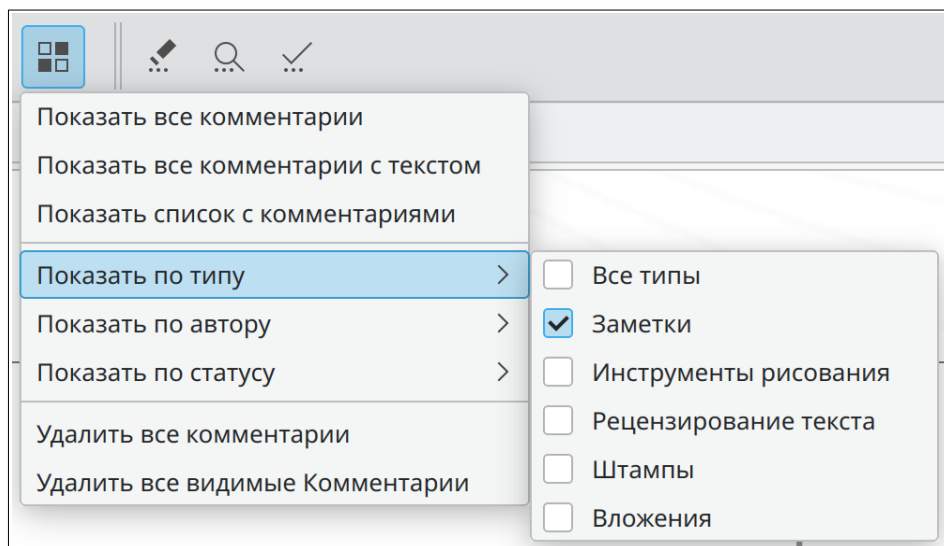 Показать все комментарии
Показать все комментарии с текстом
Показать список с комментариями
Показать по типу
Показать по автору
Показать по статусу
Удалить все комментарии
Удалить все видимые Комментарии
Все типы
Заметки
Инструменты рисования
Рецензирование текста
Штампы
Вложения